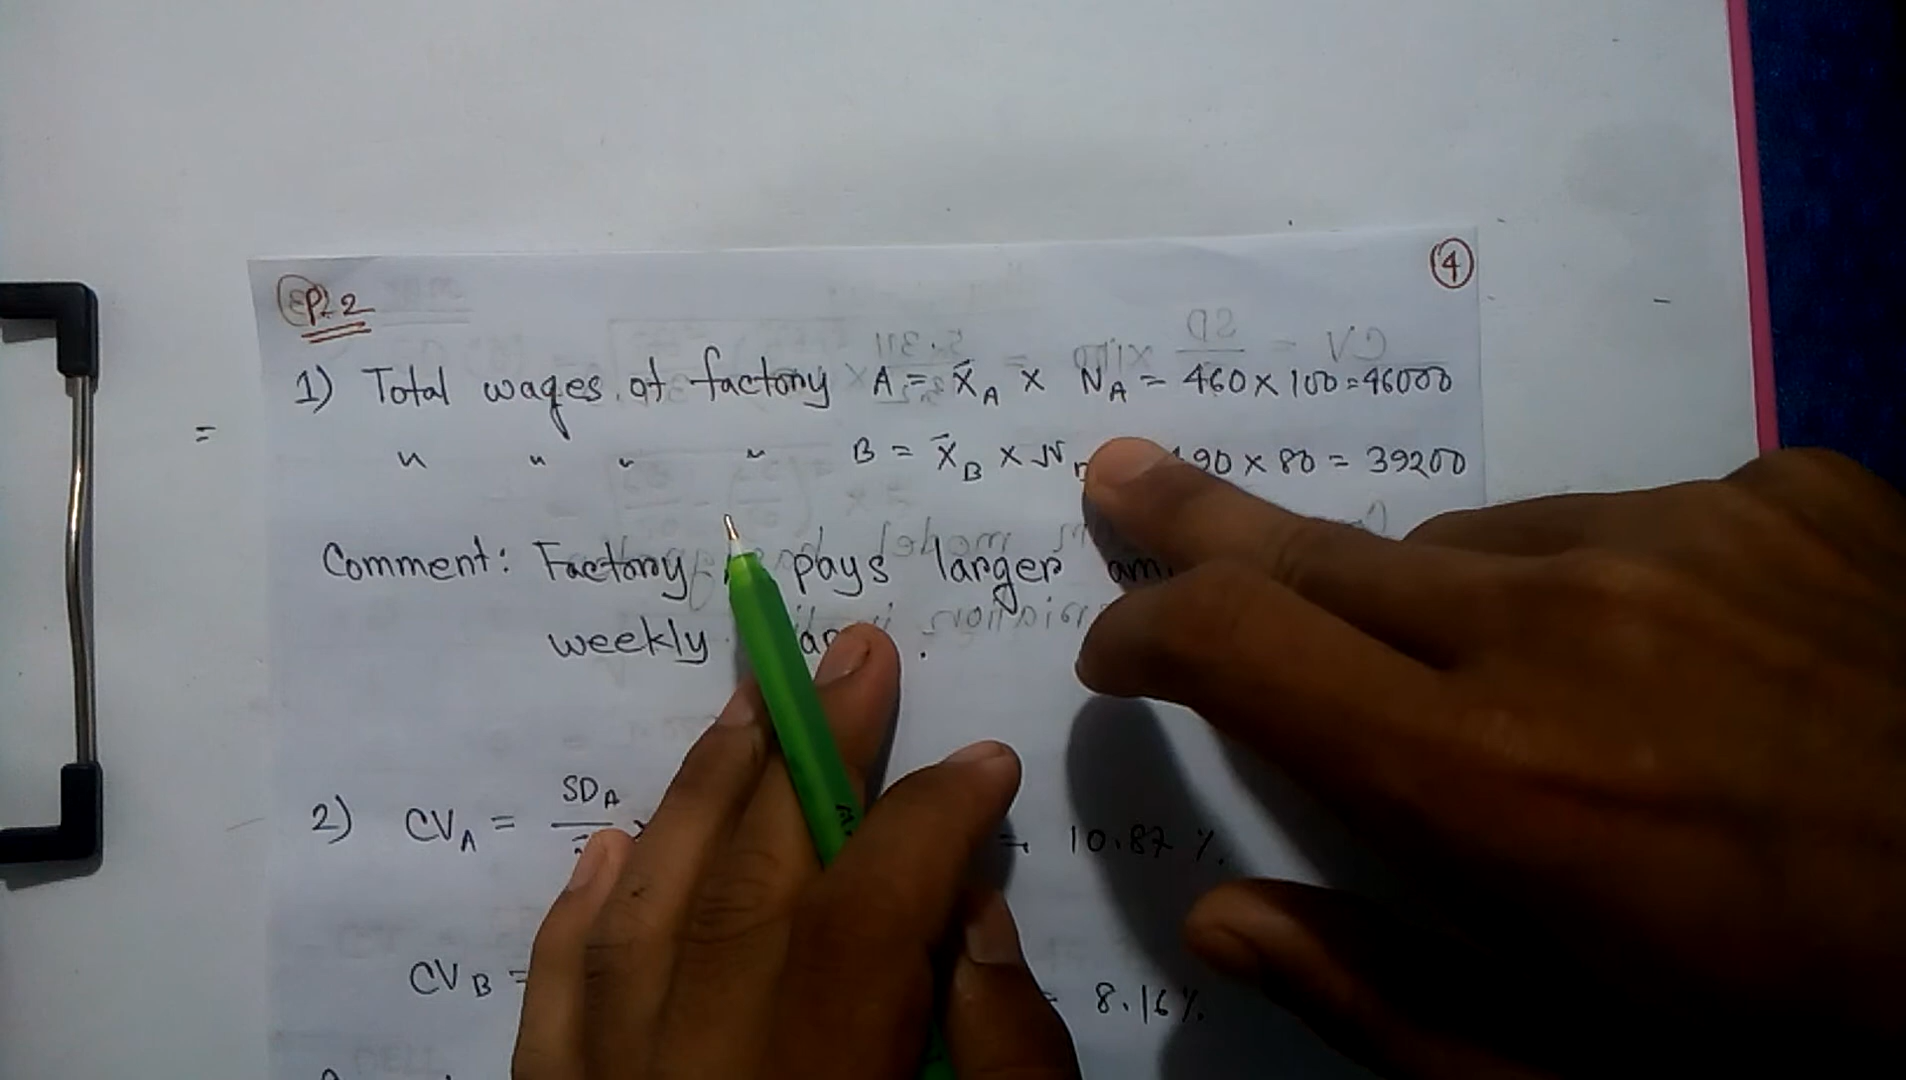 P. 2
4
1) Total wages of factory A = X̄A × NA = 460 × 100 = 46000
" " " " B = X̄B × N 90 × 80 = 39200
Comment: Factory pays larger
weekly
2) CVA = SDA = 10.87 %.
CVB = = 8.16%.